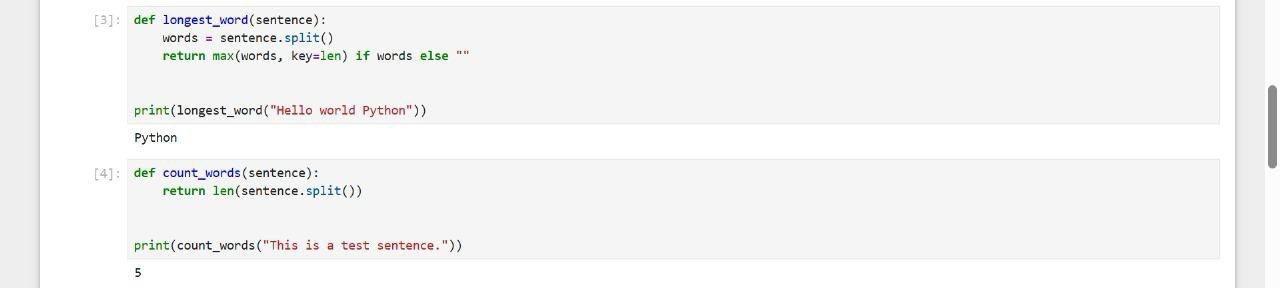 [3]: def longest_word(sentence):
    words = sentence.split()
    return max(words, key=len) if words else ""
print(longest_word("Hello world Python"))
Python
[4]: def count_words(sentence):
    return len(sentence.split())
print(count_words("This is a test sentence."))
5